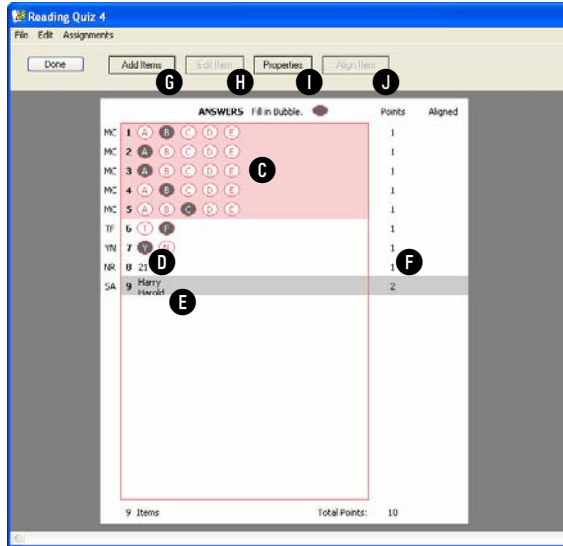 Reading Quiz 4
File Edit Assignments
Done Add Items Edit Item Properties Align Item
G H I J
ANSWERS Fill in Bubble. Points Aligned
MC 1 A B C D E 1
MC 2 A B C D E 1
MC 3 A B C D E C 1
MC 4 A B C D E 1
MC 5 A B C D E 1
TF 6 T F 1
YN 7 Y N 1
NR 8 21 D 1 F
SA 9 Harry 2
Harold E
9 Items Total Points: 10